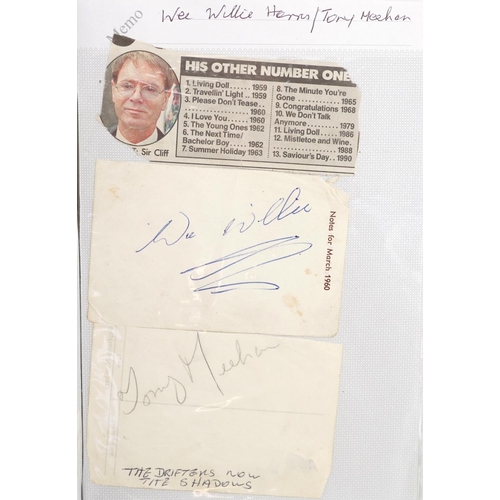 Wee Willie Harris/Tony Meehan
Memo
HIS OTHER NUMBER ONE
1. Living Doll ..... 1959
2. Travellin' Light .. 1959
3. Please Don't Tease ..
1960
4. I Love You ..... 1960
5. The Young Ones 1962
6. The Next Time/
Bachelor Boy ..... 1962
7. Summer Holiday 1963
8. The Minute You're
Gone ..... 1965
9. Congratulations 1968
10. We Don't Talk
Anymore ..... 1979
11. Living Doll ..... 1986
12. Mistletoe and Wine..
1988
13. Saviour's Day.. 1990
Sir Cliff
Wee Willie
Notes for March 1960
Tony Meehan
THE DRIFTERS NOW
THE SHADOWS